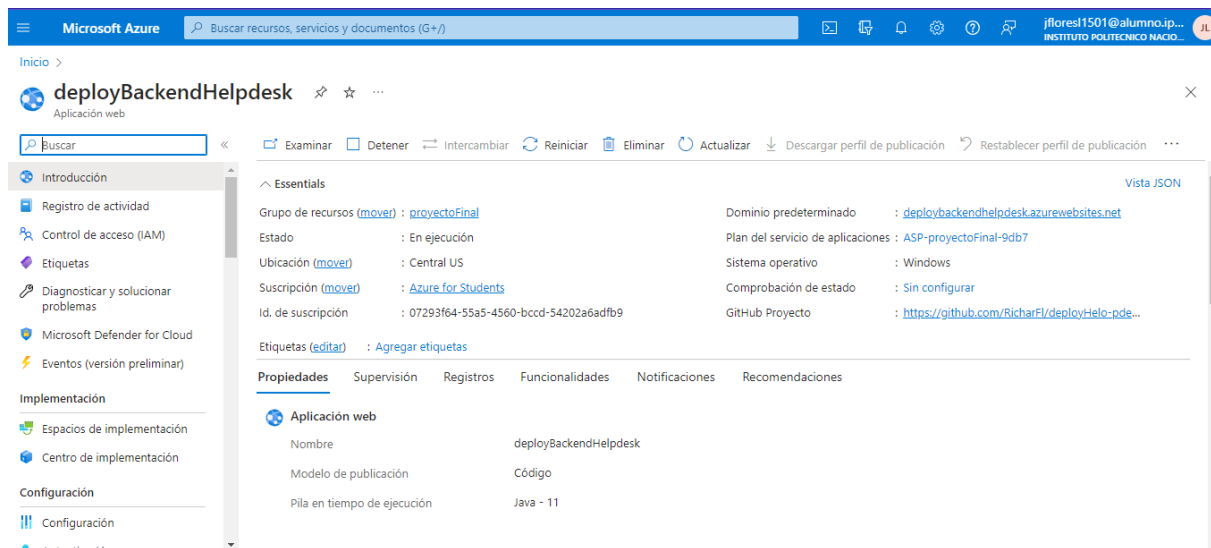 Microsoft Azure
Buscar recursos, servicios y documentos (G+/)
jfloresl1501@alumno.ip...
INSTITUTO POLITECNICO NACIO...
JL
Inicio >
deployBackendHelpdesk
Aplicación web
Buscar
Examinar Detener Intercambiar Reiniciar Eliminar Actualizar Descargar perfil de publicación Restablecer perfil de publicación
Introducción
Registro de actividad
Control de acceso (IAM)
Etiquetas
Diagnosticar y solucionar
problemas
Microsoft Defender for Cloud
Eventos (versión preliminar)
Implementación
Espacios de implementación
Centro de implementación
Configuración
Configuración
Essentials
Vista JSON
Grupo de recursos (mover) : proyectoFinal
Estado : En ejecución
Ubicación (mover) : Central US
Suscripción (mover) : Azure for Students
Id. de suscripción : 07293f64-55a5-4560-bccd-54202a6adfb9
Dominio predeterminado : deploybackendhelpdesk.azurewebsites.net
Plan del servicio de aplicaciones : ASP-proyectoFinal-9db7
Sistema operativo : Windows
Comprobación de estado : Sin configurar
GitHub Proyecto : https://github.com/RicharFl/deployHelo-pde...
Etiquetas (editar) : Agregar etiquetas
Propiedades Supervisión Registros Funcionalidades Notificaciones Recomendaciones
Aplicación web
Nombre deployBackendHelpdesk
Modelo de publicación Código
Pila en tiempo de ejecución Java - 11